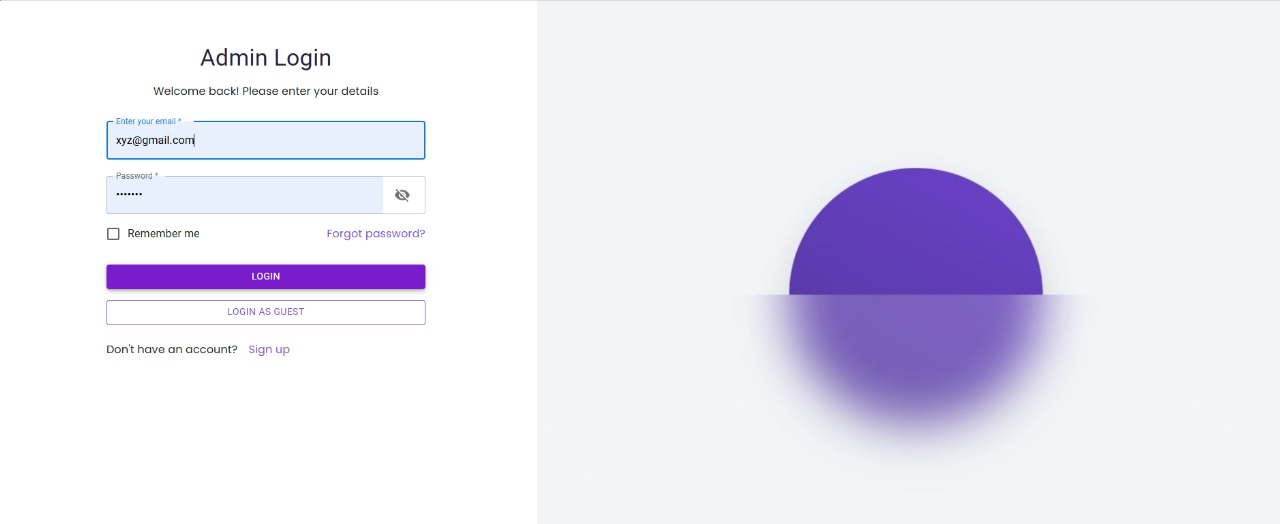 Admin Login
Welcome back! Please enter your details
Enter your email *
xyz@gmail.com
Password *
•••••••
Remember me Forgot password?
LOGIN
LOGIN AS GUEST
Don't have an account? Sign up